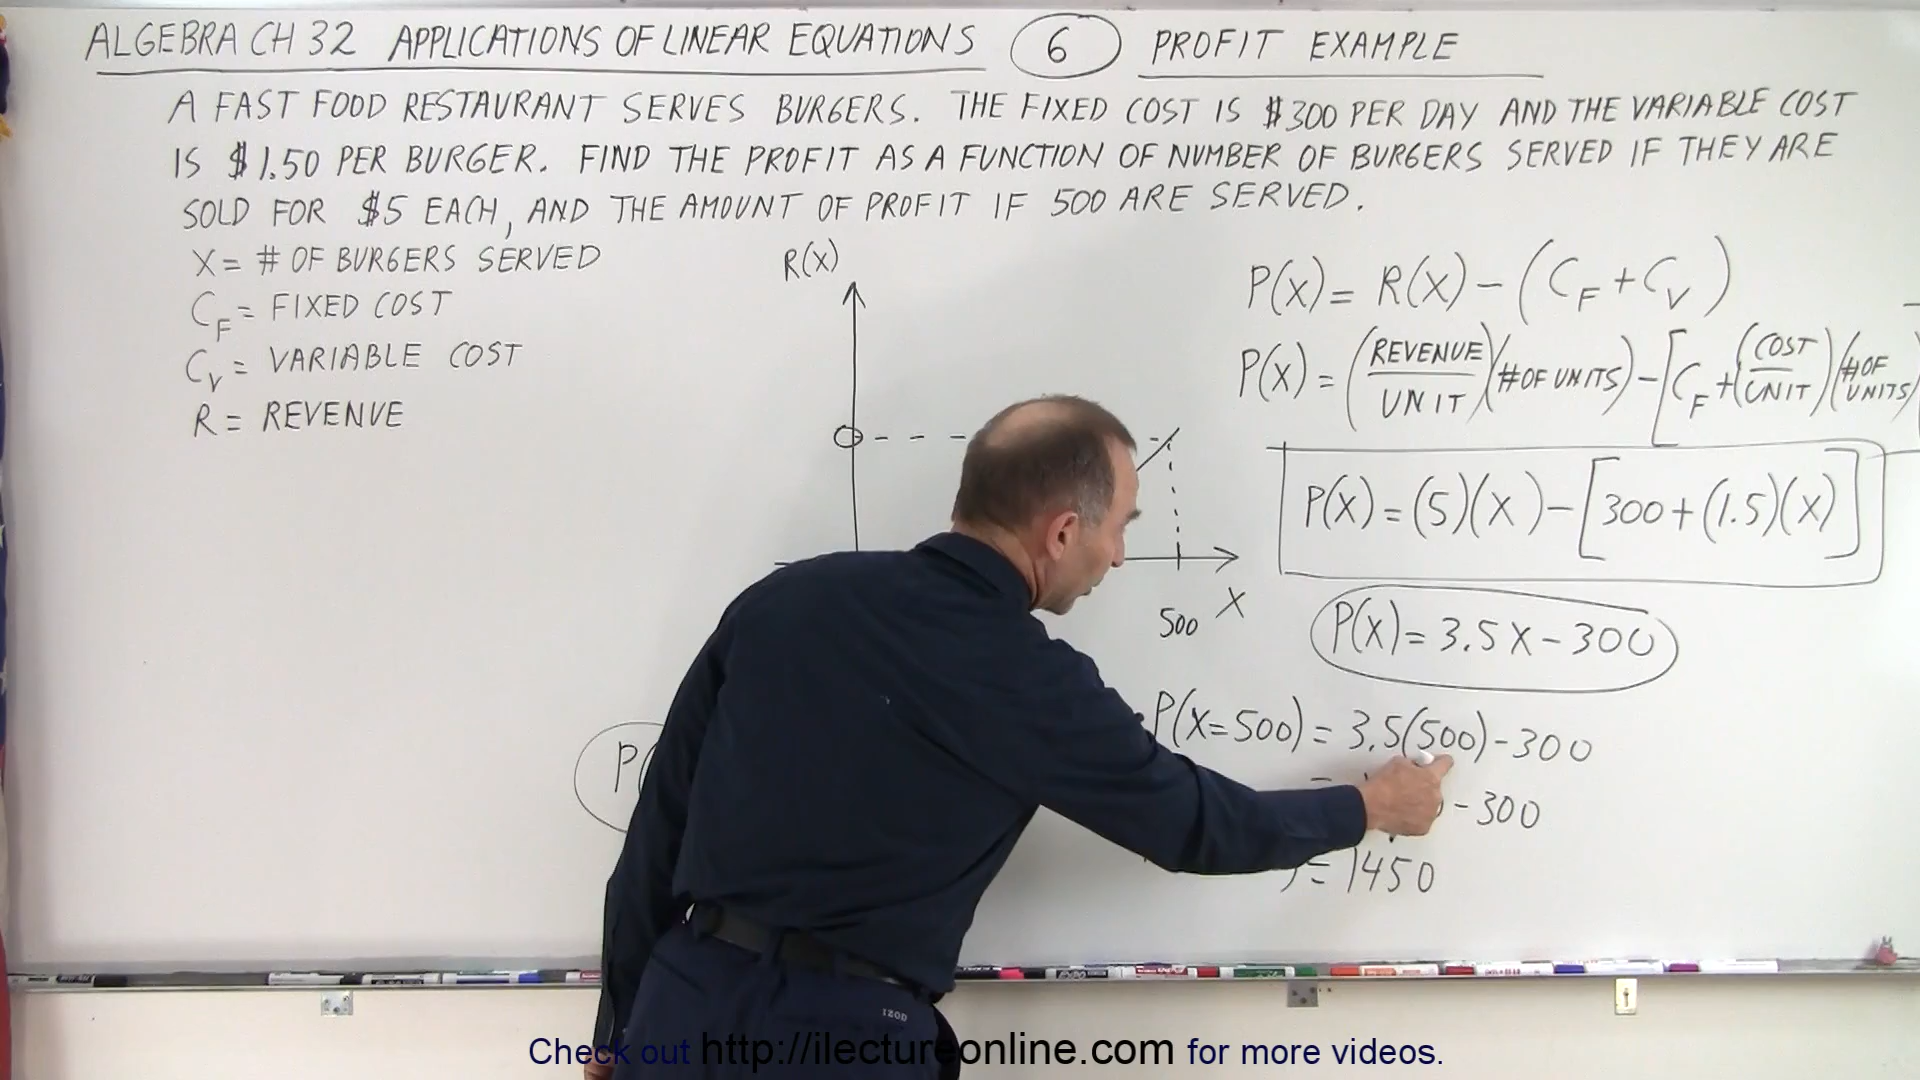 ALGEBRA CH 32 APPLICATIONS OF LINEAR EQUATIONS 6 PROFIT EXAMPLE
A FAST FOOD RESTAURANT SERVES BURGERS. THE FIXED COST IS $300 PER DAY AND THE VARIABLE COST
IS $1.50 PER BURGER. FIND THE PROFIT AS A FUNCTION OF NUMBER OF BURGERS SERVED IF THEY ARE
SOLD FOR $5 EACH, AND THE AMOUNT OF PROFIT IF 500 ARE SERVED.
X = # OF BURGERS SERVED
C_F = FIXED COST
C_V = VARIABLE COST
R = REVENUE
R(X)
500 X
P(X) = R(X) - (C_F + C_V)
P(X) = (REVENUE/UNIT)(# OF UNITS) - [C_F + (COST/UNIT)(# OF UNITS)
P(X) = (5)(X) - [300 + (1.5)(X)]
P(X) = 3.5X - 300
P(X=500) = 3.5(500) - 300
= - 300
) = 1450
P(
IZOD
Check out http://ilectureonline.com for more videos.